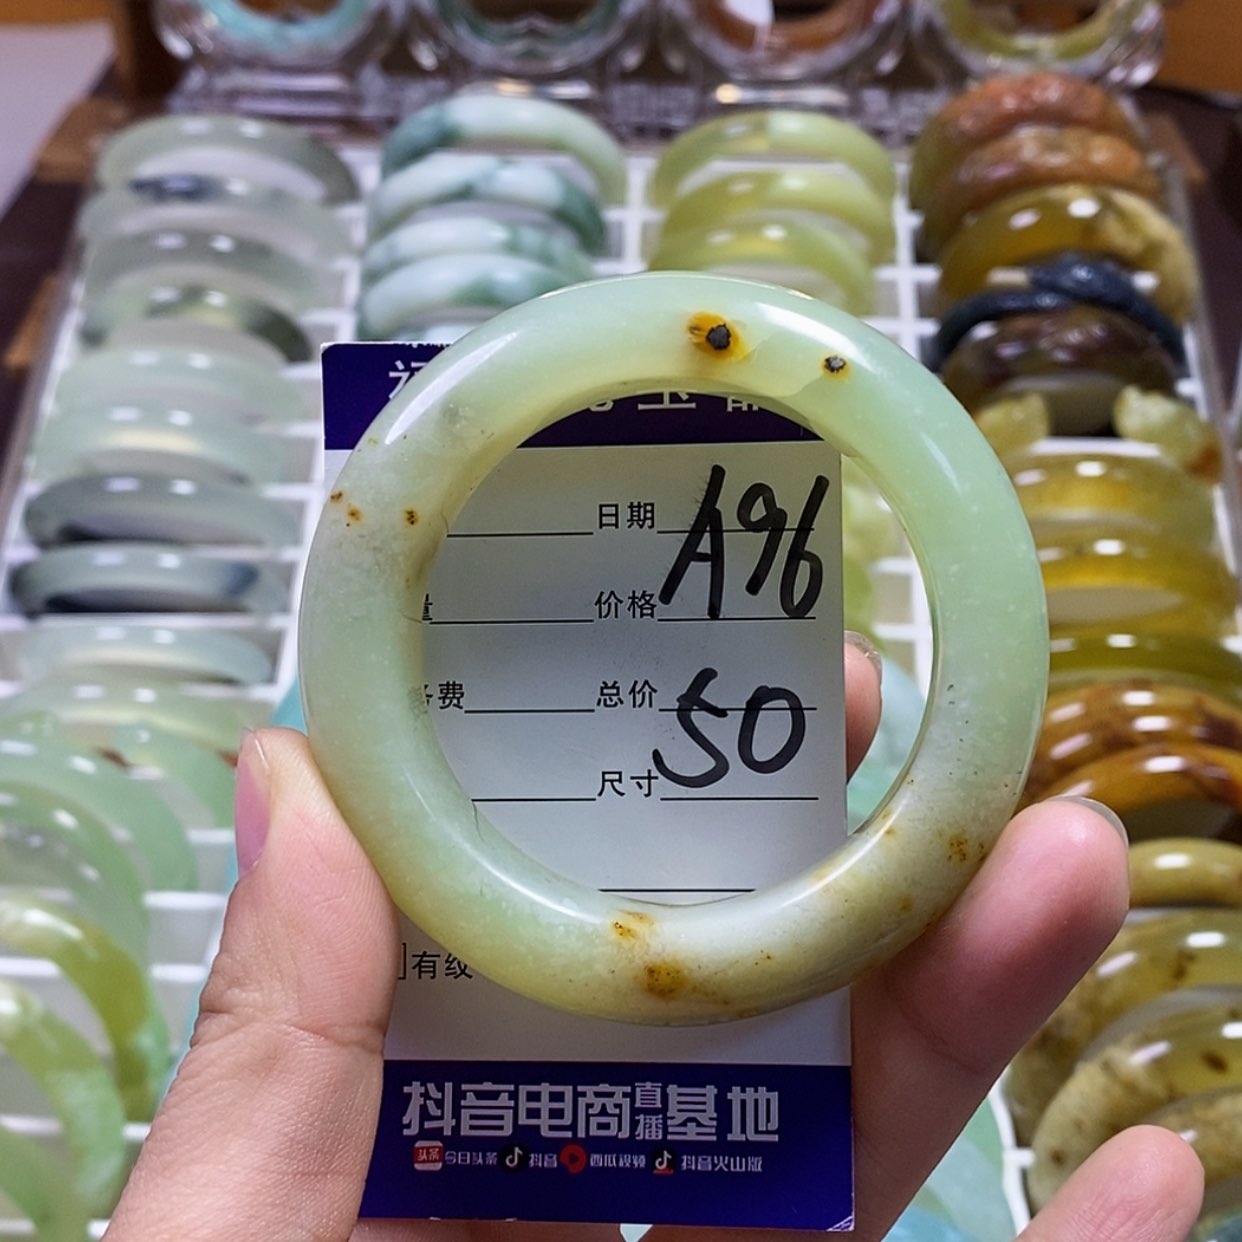 日期 A96
价格
费 总价 50
尺寸
有纹
抖音电商直播基地
今日头条 抖音 西瓜视频 抖音火山版